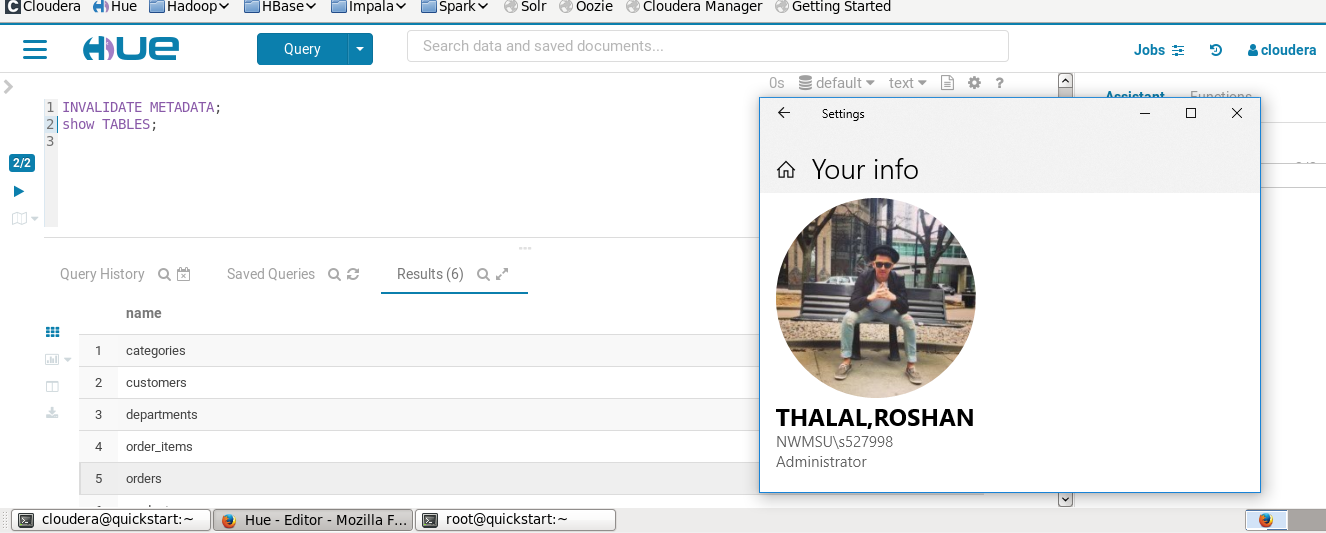 Cloudera Hue Hadoop HBase Impala Spark Solr Oozie Cloudera Manager Getting Started
HUE Query Search data and saved documents... Jobs cloudera
0s default text ?
Assistant Functions
1 INVALIDATE METADATA;
2 show TABLES;
3
2/2
Settings
Your info
THALAL,ROSHAN
NWMSU\s527998
Administrator
Query History Saved Queries Results (6)
name
1 categories
2 customers
3 departments
4 order_items
5 orders
cloudera@quickstart:~ Hue - Editor - Mozilla F... root@quickstart:~